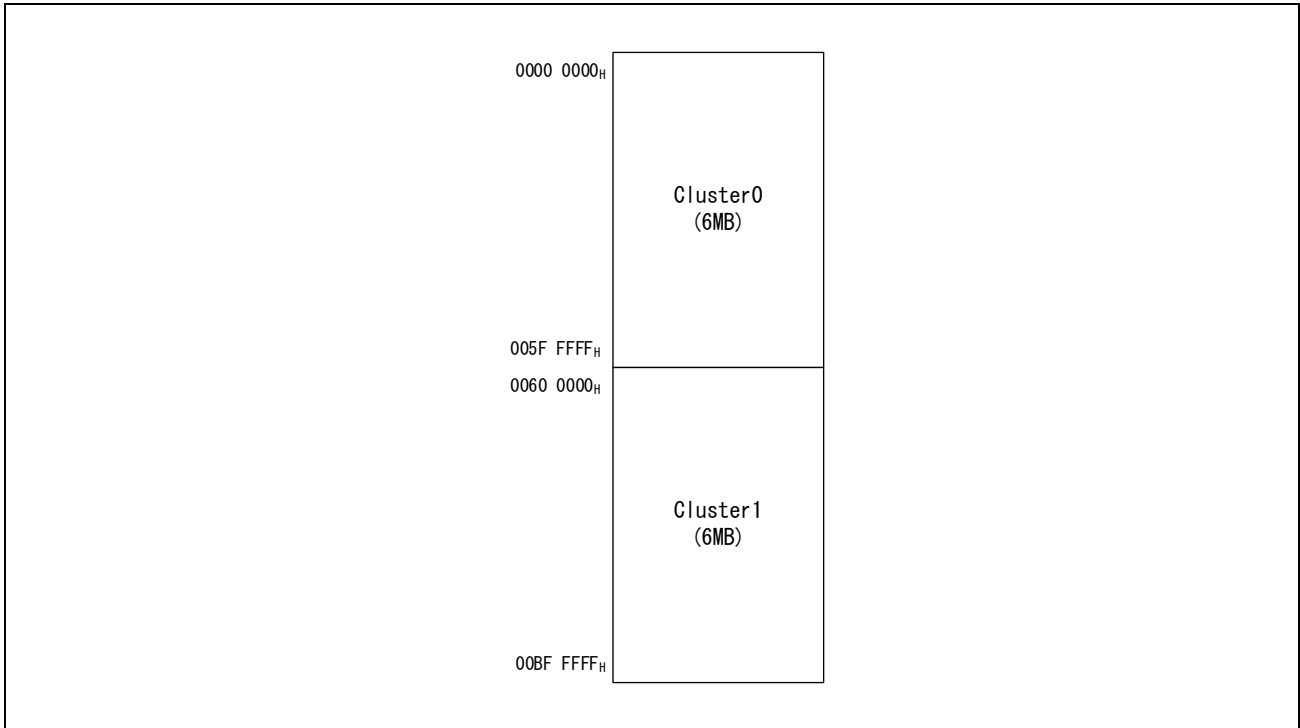 0000 0000H
Cluster0
(6MB)
005F FFFFH
0060 0000H
Cluster1
(6MB)
00BF FFFFH